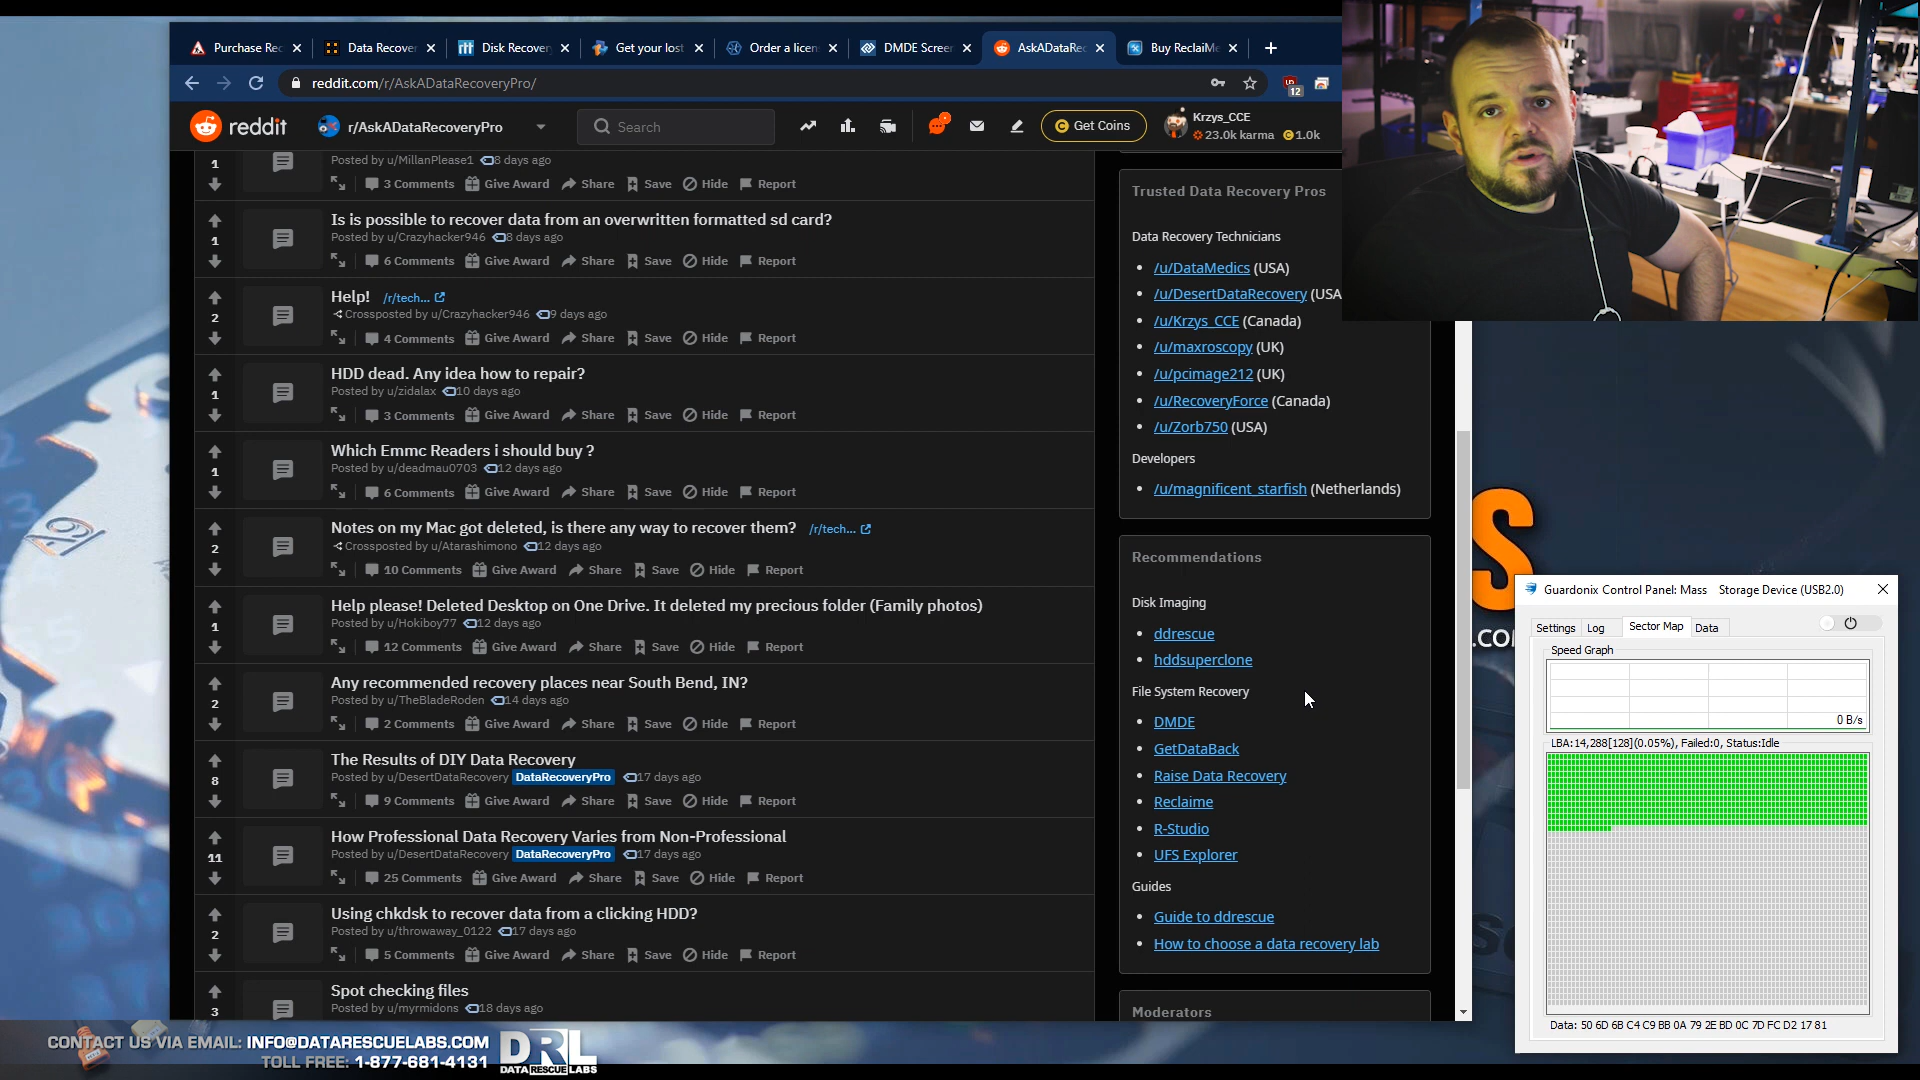 Purchase Rec
Data Recover
Disk Recover
Get your lost
Order a licen
DMDE Screer
AskADataRec
Buy ReclaiMe
reddit.com/r/AskADataRecoveryPro/
12
reddit
r/AskADataRecoveryPro
Search
Get Coins
Krzys_CCE
23.0k karma
1.0k
1
Posted by u/MillanPlease1 8 days ago
3 Comments Give Award Share Save Hide Report
Is is possible to recover data from an overwritten formatted sd card?
Posted by u/Crazyhacker946 8 days ago
1
6 Comments Give Award Share Save Hide Report
Help! /r/tech...
Crossposted by u/Crazyhacker946 9 days ago
2
4 Comments Give Award Share Save Hide Report
HDD dead. Any idea how to repair?
Posted by u/zidalax 10 days ago
1
3 Comments Give Award Share Save Hide Report
Which Emmc Readers i should buy ?
Posted by u/deadmau0703 12 days ago
1
6 Comments Give Award Share Save Hide Report
Notes on my Mac got deleted, is there any way to recover them? /r/tech...
Crossposted by u/Atarashimono 12 days ago
2
10 Comments Give Award Share Save Hide Report
Help please! Deleted Desktop on One Drive. It deleted my precious folder (Family photos)
Posted by u/Hokiboy77 12 days ago
1
12 Comments Give Award Share Save Hide Report
Any recommended recovery places near South Bend, IN?
Posted by u/TheBladeRoden 14 days ago
2
2 Comments Give Award Share Save Hide Report
The Results of DIY Data Recovery
Posted by u/DesertDataRecovery DataRecoveryPro 17 days ago
8
9 Comments Give Award Share Save Hide Report
How Professional Data Recovery Varies from Non-Professional
Posted by u/DesertDataRecovery DataRecoveryPro 17 days ago
11
25 Comments Give Award Share Save Hide Report
Using chkdsk to recover data from a clicking HDD?
Posted by u/throwaway_0122 17 days ago
2
5 Comments Give Award Share Save Hide Report
Spot checking files
Posted by u/myrmidons 18 days ago
3
Trusted Data Recovery Pros
Data Recovery Technicians
/u/DataMedics (USA)
/u/DesertDataRecovery (USA
/u/Krzys_CCE (Canada)
/u/maxroscopy (UK)
/u/pcimage212 (UK)
/u/RecoveryForce (Canada)
/u/Zorb750 (USA)
Developers
/u/magnificent_starfish (Netherlands)
Recommendations
Disk Imaging
ddrescue
hddsuperclone
File System Recovery
DMDE
GetDataBack
Raise Data Recovery
Reclaime
R-Studio
UFS Explorer
Guides
Guide to ddrescue
How to choose a data recovery lab
Moderators
S
.CO
Guardonix Control Panel: Mass Storage Device (USB2.0)
Settings Log Sector Map Data
Speed Graph
0 B/s
LBA:14,288[128](0.05%), Failed:0, Status:Idle
Data: 50 6D 6B C4 C9 BB 0A 79 2E BD 0C 7D FC D2 17 81
CONTACT US VIA EMAIL: INFO@DATARESCUELABS.COM
TOLL FREE: 1-877-681-4131
DRL
DATA RESCUE LABS